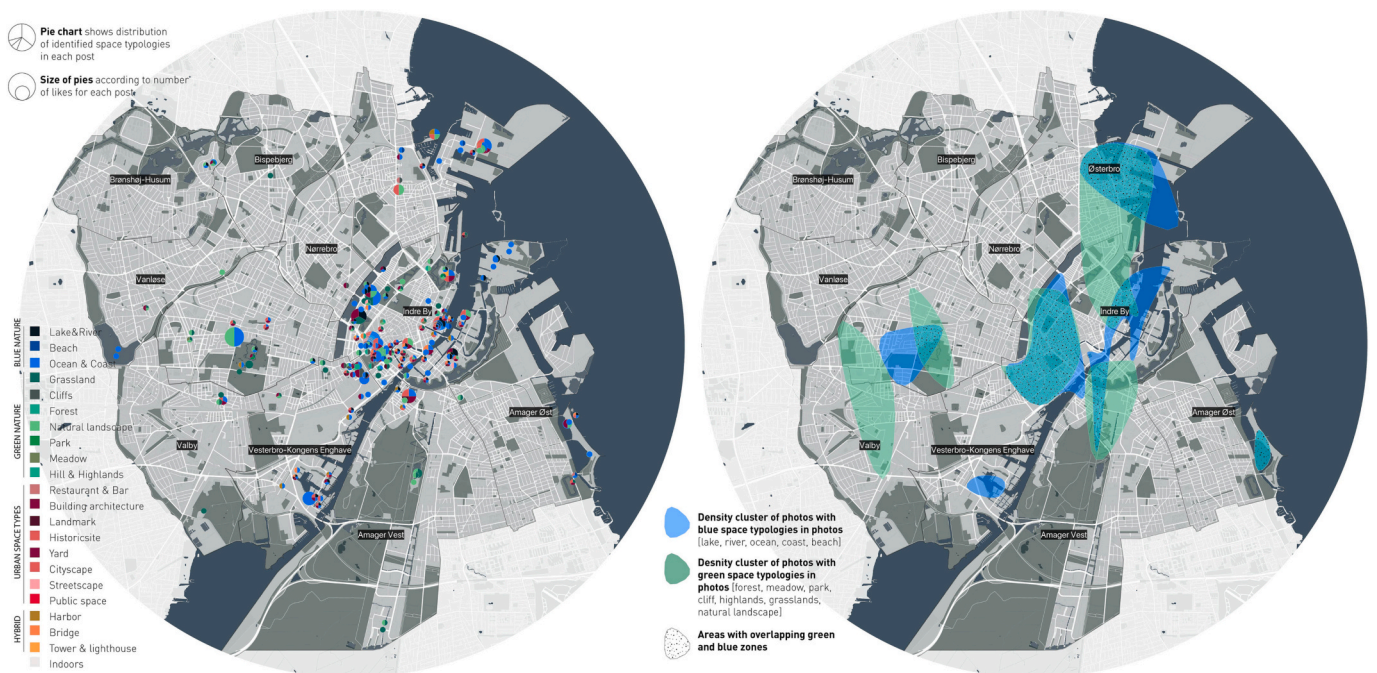 Pie chart shows distribution
of identified space typologies
in each post
Size of pies according to number
of likes for each post
Bispebjerg
Brønshøj-Husum
Nørrebro
Vanløse
Indre By
Amager Øst
Valby
Vesterbro-Kongens Enghave
Amager Vest
BLUE NATURE
Lake&River
Beach
Ocean & Coast
GREEN NATURE
Grassland
Cliffs
Forest
Natural landscape
Park
Meadow
Hill & Highlands
URBAN SPACE TYPES
Restaurant & Bar
Building architecture
Landmark
Historicsite
Yard
Cityscape
Streetscape
Public space
HYBRID
Harbor
Bridge
Tower & lighthouse
Indoors
Bispebjerg
Østerbro
Brønshøj-Husum
Nørrebro
Vanløse
Indre By
Amager Øst
Valby
Vesterbro-Kongens Enghave
Amager Vest
Density cluster of photos with
blue space typologies in photos
[lake, river, ocean, coast, beach]
Desnity cluster of photos with
green space typologies in
photos [forest, meadow, park,
cliff, highlands, grasslands,
natural landscape]
Areas with overlapping green
and blue zones